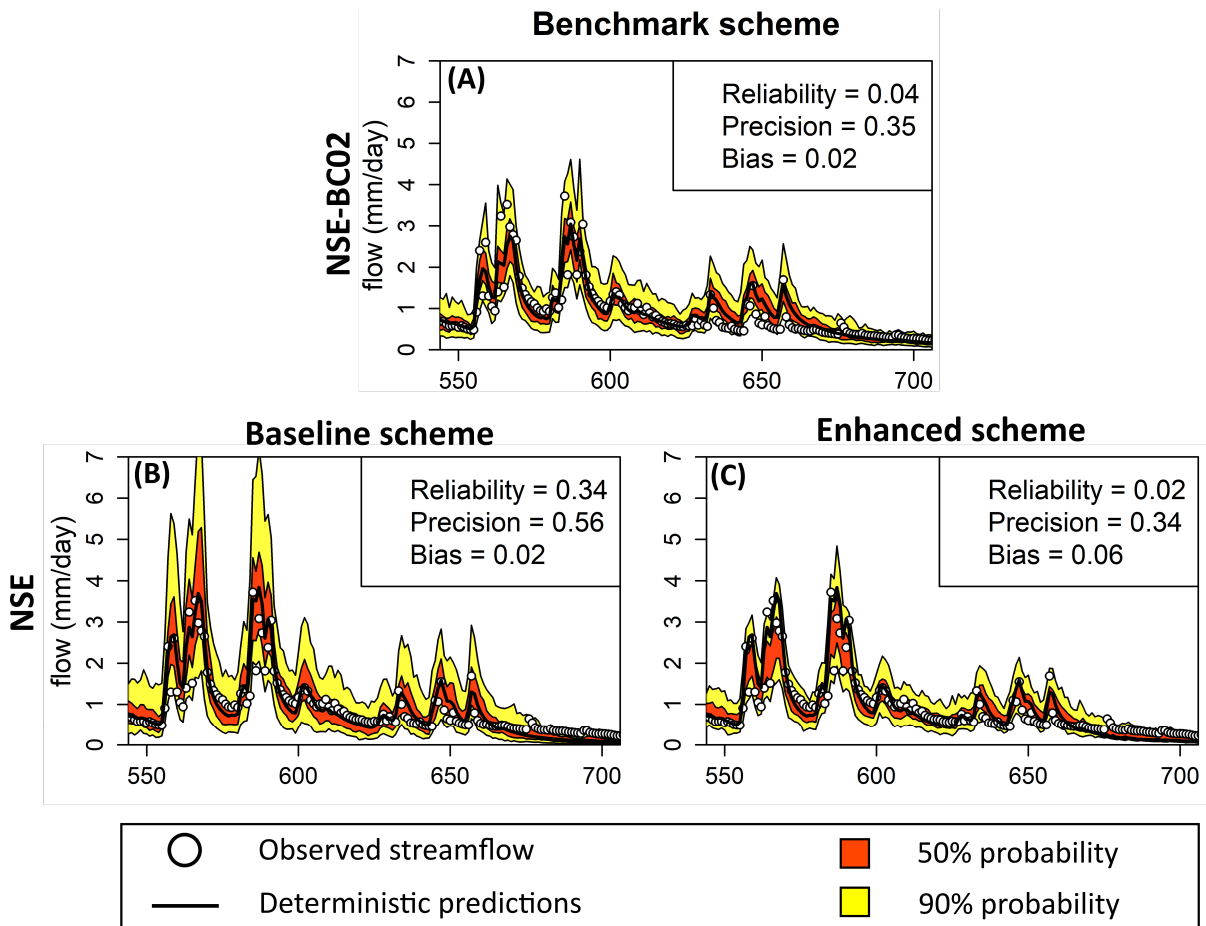 Benchmark scheme
NSE-BC02
flow (mm/day)
(A)
7
6
5
4
3
2
1
0
Reliability = 0.04
Precision = 0.35
Bias = 0.02
550 600 650 700
Baseline scheme
NSE
flow (mm/day)
(B)
7
6
5
4
3
2
1
0
Reliability = 0.34
Precision = 0.56
Bias = 0.02
550 600 650 700
Enhanced scheme
(C)
7
6
5
4
3
2
1
0
Reliability = 0.02
Precision = 0.34
Bias = 0.06
550 600 650 700
Observed streamflow
Deterministic predictions
50% probability
90% probability